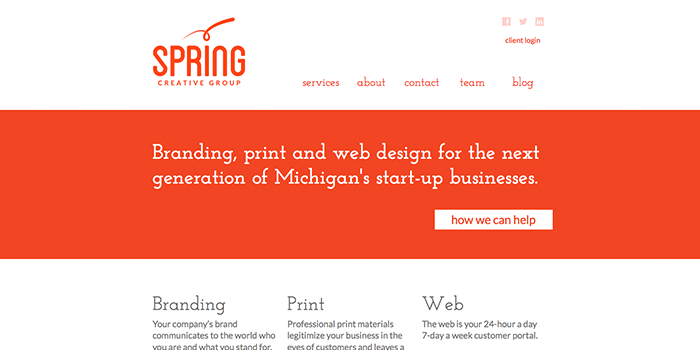 SPRING
CREATIVE GROUP
client login
services about contact team blog
Branding, print and web design for the next
generation of Michigan's start-up businesses.
how we can help
Branding
Your company's brand
communicates to the world who
you are and what you stand for.
Print
Professional print materials
legitimize your business in the
eyes of customers and leaves a
Web
The web is your 24-hour a day
7-day a week customer portal.